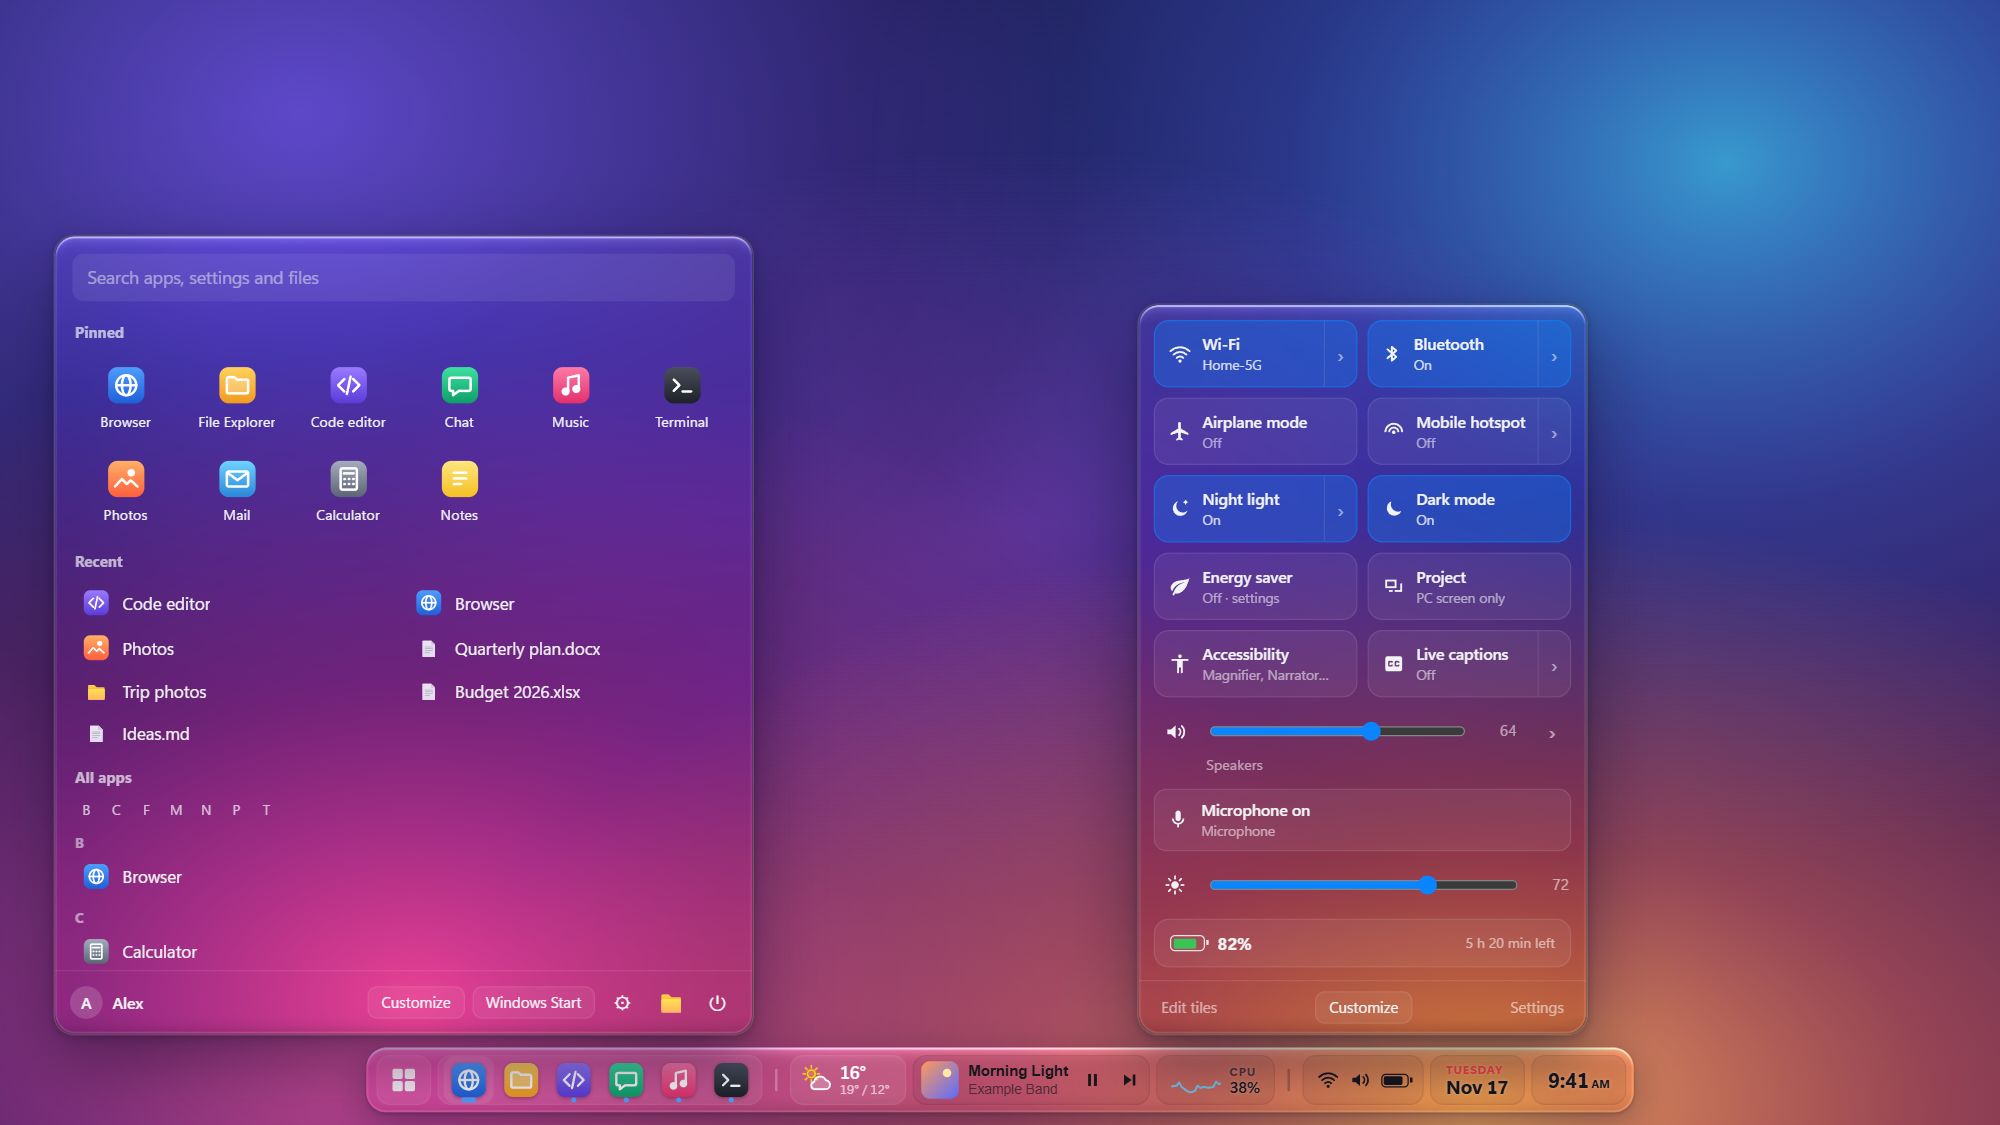 Search apps, settings and files
Pinned
Browser
File Explorer
Code editor
Chat
Music
Terminal
Photos
Mail
Calculator
Notes
Recent
Code editor
Browser
Photos
Quarterly plan.docx
Trip photos
Budget 2026.xlsx
Ideas.md
All apps
B C F M N P T
B
Browser
C
Calculator
A
Alex
Customize
Windows Start
Wi-Fi
Home-5G
Bluetooth
On
Airplane mode
Off
Mobile hotspot
Off
Night light
On
Dark mode
On
Energy saver
Off · settings
Project
PC screen only
Accessibility
Magnifier, Narrator...
CC
Live captions
Off
64
Speakers
Microphone on
Microphone
72
82%
5 h 20 min left
Edit tiles
Customize
Settings
16°
19° / 12°
Morning Light
Example Band
CPU
38%
TUESDAY
Nov 17
9:41 AM